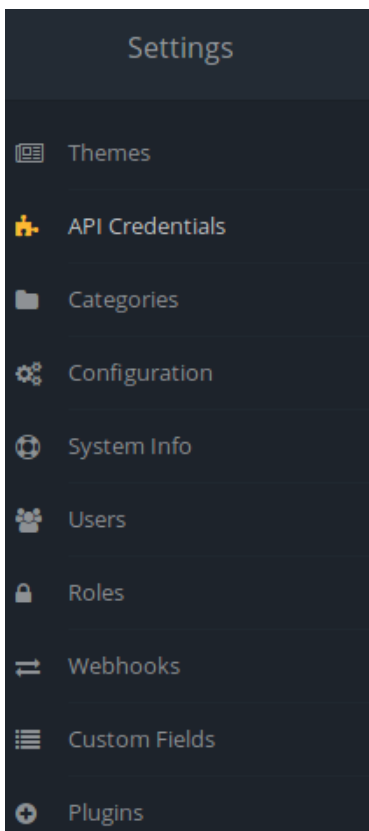 Settings
Themes
API Credentials
Categories
Configuration
System Info
Users
Roles
Webhooks
Custom Fields
Plugins